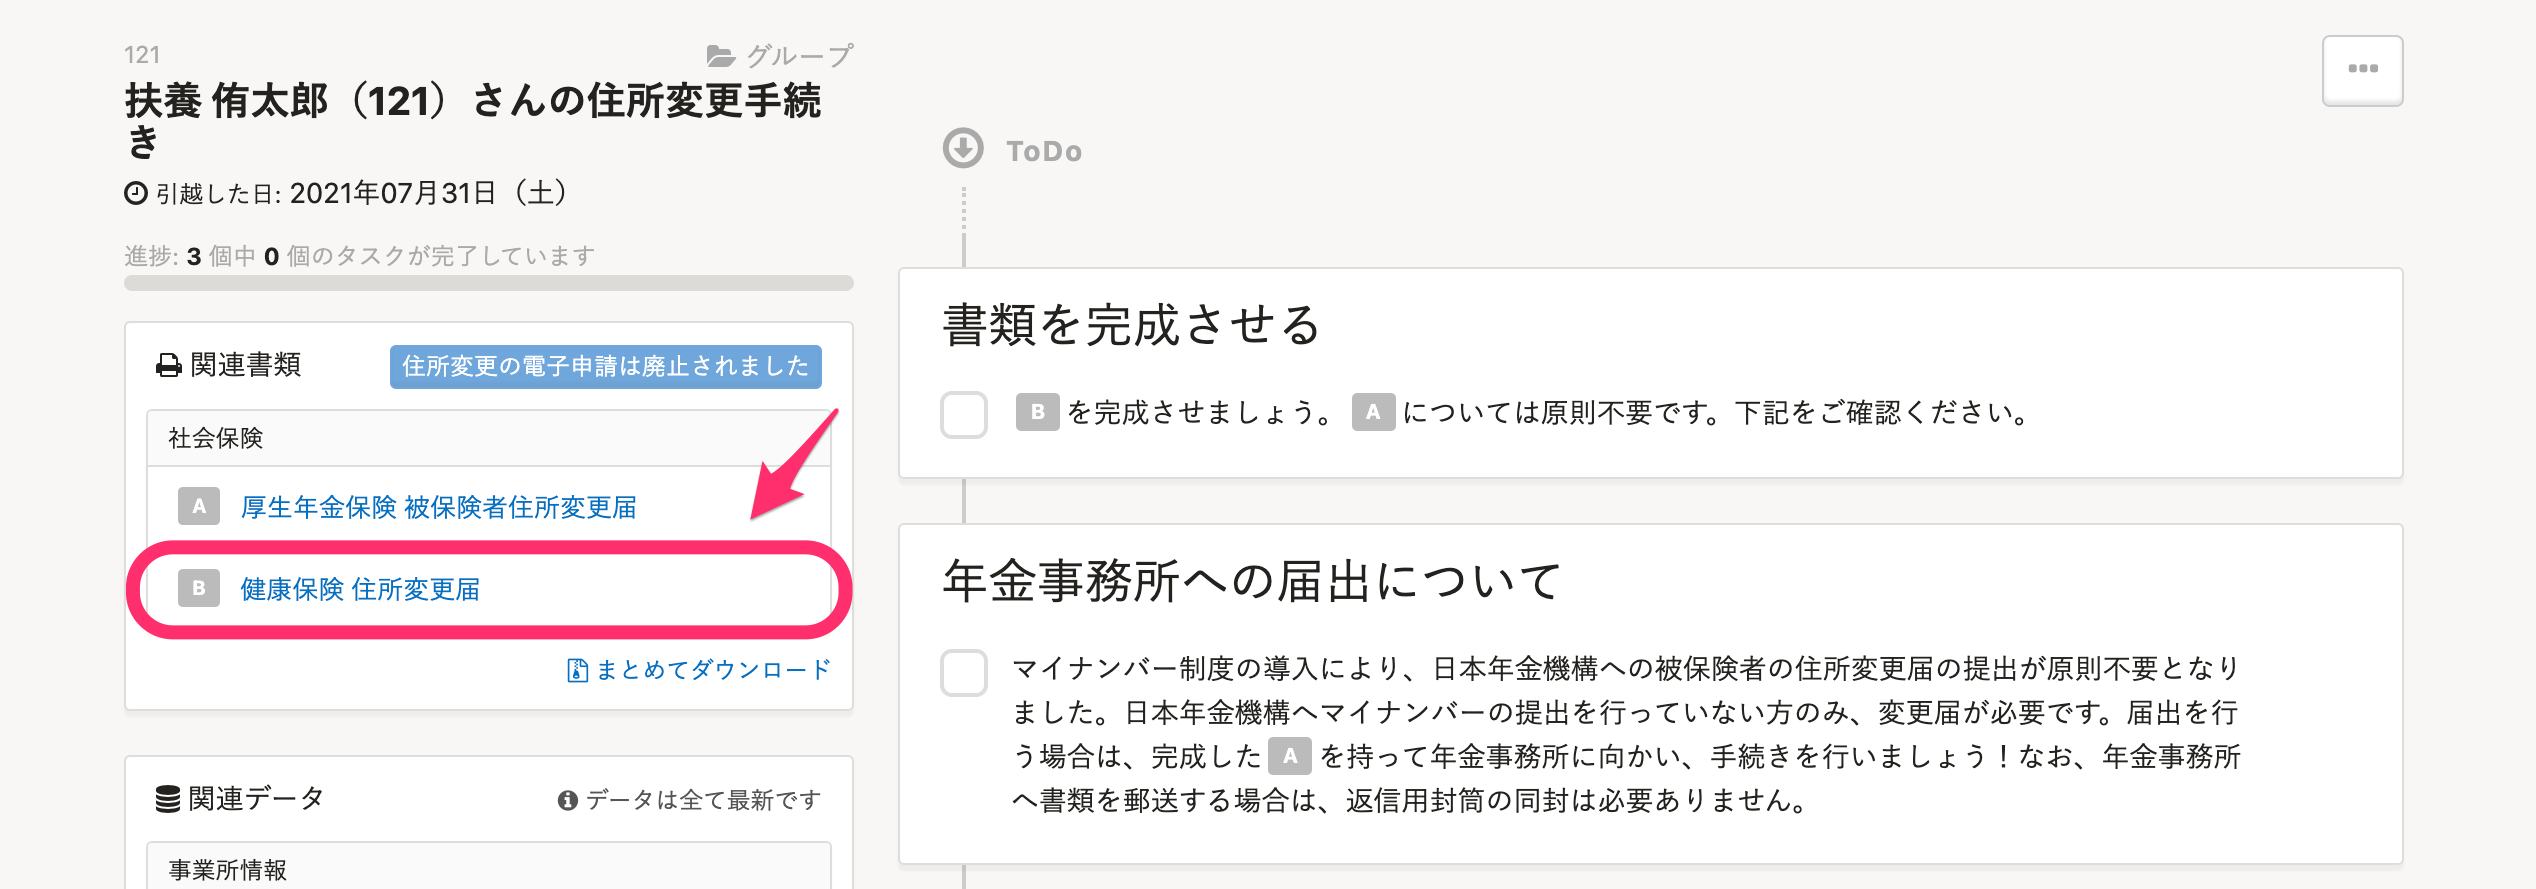 121
グループ
扶養 侑太郎（121）さんの住所変更手続
き
引越した日: 2021年07月31日（土）
進捗: 3 個中 0 個のタスクが完了しています
関連書類
住所変更の電子申請は廃止されました
社会保険
A 厚生年金保険 被保険者住所変更届
B 健康保険 住所変更届
まとめてダウンロード
関連データ
データは全て最新です
事業所情報
ToDo
書類を完成させる
B を完成させましょう。 A については原則不要です。下記をご確認ください。
年金事務所への届出について
マイナンバー制度の導入により、日本年金機構への被保険者の住所変更届の提出が原則不要となり
ました。日本年金機構へマイナンバーの提出を行っていない方のみ、変更届が必要です。届出を行
う場合は、完成した A を持って年金事務所に向かい、手続きを行いましょう！なお、年金事務所
へ書類を郵送する場合は、返信用封筒の同封は必要ありません。